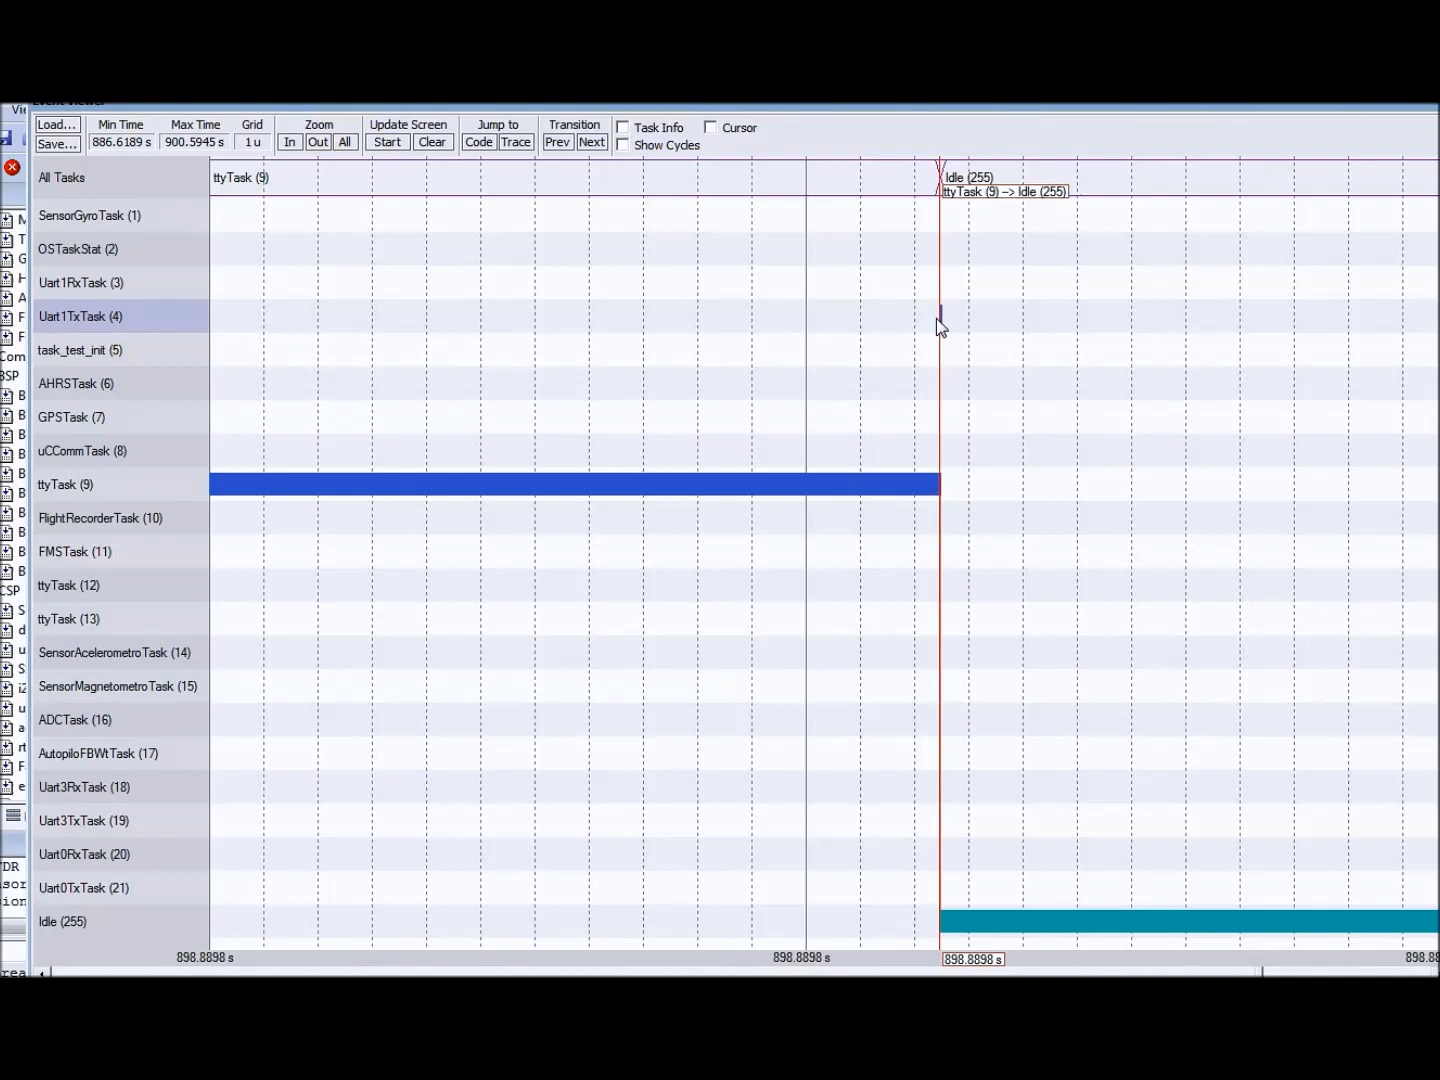 Load...
Save...
Min Time
886.6189 s
Max Time
900.5945 s
Grid
1 u
Zoom
In Out All
Update Screen
Start Clear
Jump to
Code Trace
Transition
Prev Next
Task Info
Show Cycles
Cursor
All Tasks
ttyTask (9)
Idle (255)
ttyTask (9) --> Idle (255)
SensorGyroTask (1)
OSTaskStat (2)
Uart1RxTask (3)
Uart1TxTask (4)
task_test_init (5)
AHRSTask (6)
GPSTask (7)
uCCommTask (8)
ttyTask (9)
FlightRecorderTask (10)
FMSTask (11)
ttyTask (12)
ttyTask (13)
SensorAcelerometroTask (14)
SensorMagnetometroTask (15)
ADCTask (16)
AutopiloFBWtTask (17)
Uart3RxTask (18)
Uart3TxTask (19)
Uart0RxTask (20)
Uart0TxTask (21)
Idle (255)
898.8898 s
898.8898 s
898.8898 s